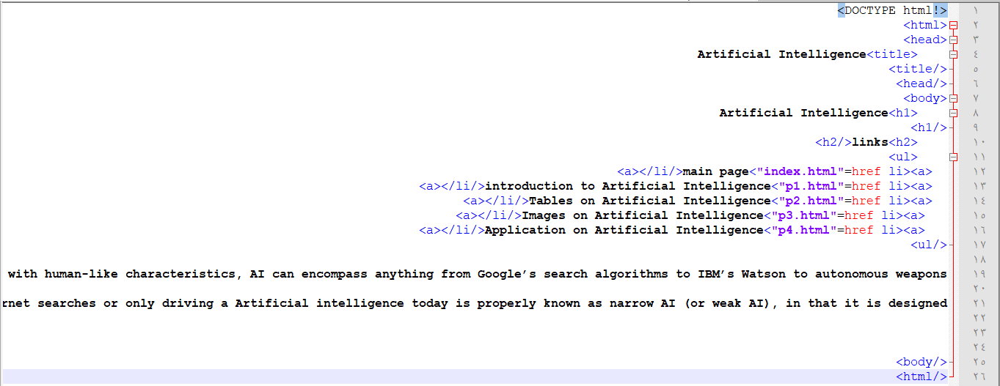 <DOCTYPE html!> ١
<html> ٢
<head> ٣
Artificial Intelligence<title> ٤
<title/> ٥
<head/> ٦
<body> ٧
Artificial Intelligence<h1> ٨
<h1/> ٩
<h2/>links<h2> ١٠
<ul> ١١
<a></li/>main page<"index.html"=href li><a> ١٢
<a></li/>introduction to Artificial Intelligence<"p1.html"=href li><a> ١٣
<a></li/>Tables on Artificial Intelligence<"p2.html"=href li><a> ١٤
<a></li/>Images on Artificial Intelligence<"p3.html"=href li><a> ١٥
<a></li/>Application on Artificial Intelligence<"p4.html"=href li><a> ١٦
<ul/> ١٧
١٨
with human-like characteristics, AI can encompass anything from Google’s search algorithms to IBM’s Watson to autonomous weapons ١٩
٢٠
rnet searches or only driving a Artificial intelligence today is properly known as narrow AI (or weak AI), in that it is designed ٢١
٢٢
٢٣
٢٤
<body/> ٢٥
<html/> ٢٦